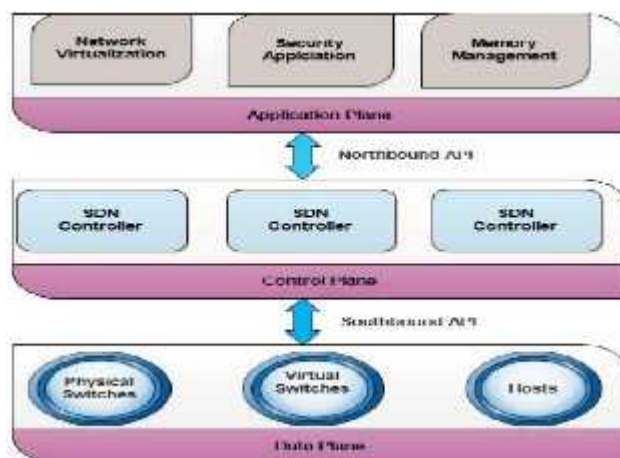 Network
Virtualization
Security
Appliciation
Memory
Management
Application Plane
Northbound API
SDN
Controller
SDN
Controller
SDN
Controller
Control Plane
Southbound API
Physical
Switches
Virtual
Switches
Hosts
Data Plane